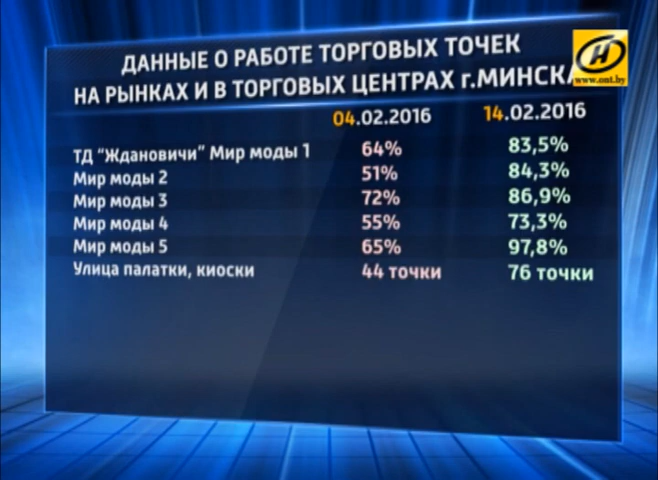 ДАННЫЕ О РАБОТЕ ТОРГОВЫХ ТОЧЕК
НА РЫНКАХ И В ТОРГОВЫХ ЦЕНТРАХ г.МИНСКА
www.ont.by
04.02.2016 14.02.2016
ТД “Ждановичи” Мир моды 1 64% 83,5%
Мир моды 2 51% 84,3%
Мир моды 3 72% 86,9%
Мир моды 4 55% 73,3%
Мир моды 5 65% 97,8%
Улица палатки, киоски 44 точки 76 точки